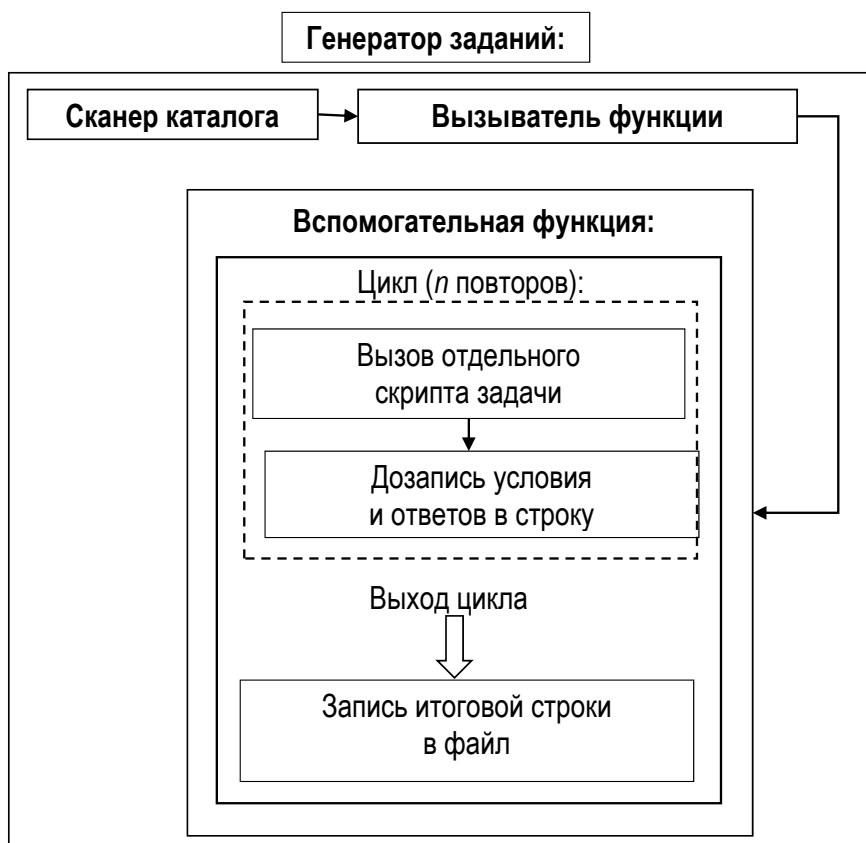 Генератор заданий:
Сканер каталога
Вызыватель функции
Вспомогательная функция:
Цикл (n повторов):
Вызов отдельного
скрипта задачи
Дозапись условия
и ответов в строку
Выход цикла
Запись итоговой строки
в файл